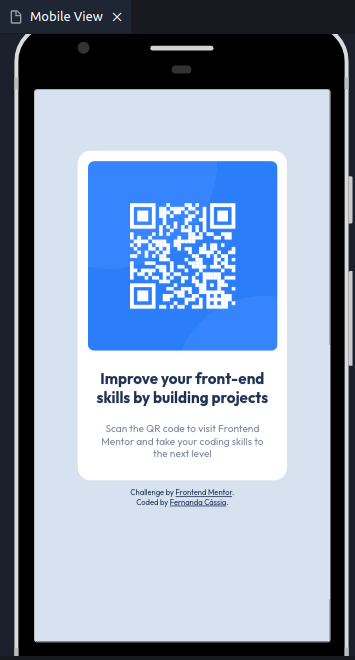 Mobile View
Improve your front-end
skills by building projects
Scan the QR code to visit Frontend
Mentor and take your coding skills to
the next level
Challenge by Frontend Mentor.
Coded by Fernanda Cássia.